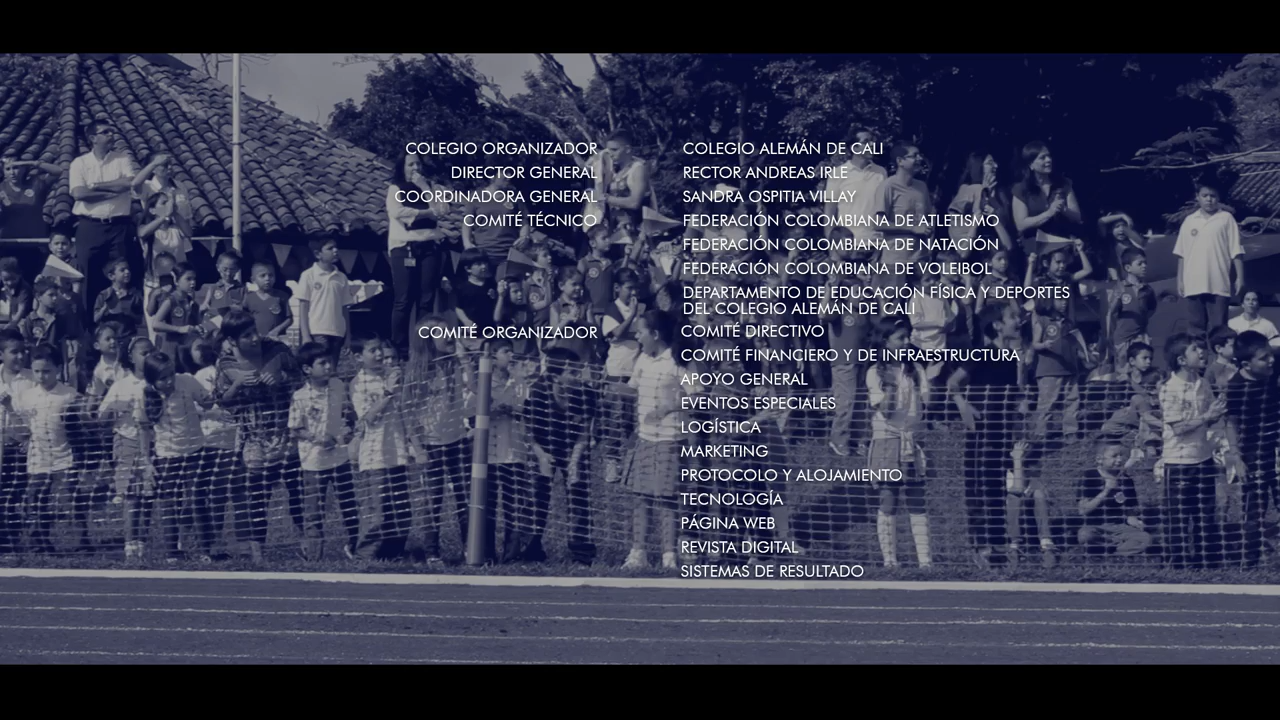 COLEGIO ORGANIZADOR COLEGIO ALEMÁN DE CALI
DIRECTOR GENERAL RECTOR ANDREAS IRLE
COORDINADORA GENERAL SANDRA OSPITIA VILLAY
COMITÉ TÉCNICO FEDERACIÓN COLOMBIANA DE ATLETISMO
FEDERACIÓN COLOMBIANA DE NATACIÓN
FEDERACIÓN COLOMBIANA DE VOLEIBOL
DEPARTAMENTO DE EDUCACIÓN FÍSICA Y DEPORTES
DEL COLEGIO ALEMÁN DE CALI
COMITÉ ORGANIZADOR COMITÉ DIRECTIVO
COMITÉ FINANCIERO Y DE INFRAESTRUCTURA
APOYO GENERAL
EVENTOS ESPECIALES
LOGÍSTICA
MARKETING
PROTOCOLO Y ALOJAMIENTO
TECNOLOGÍA
PÁGINA WEB
REVISTA DIGITAL
SISTEMAS DE RESULTADO